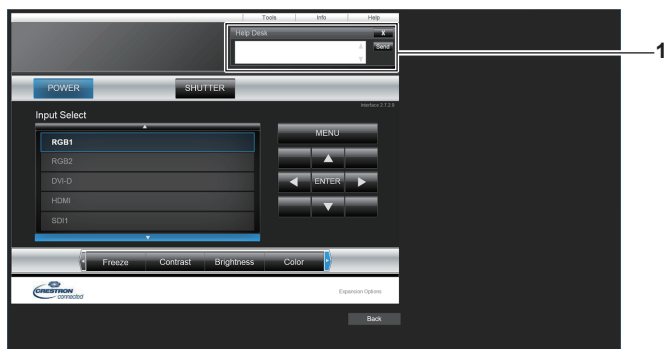 Tools Info Help
Help Desk X
Send
1
POWER SHUTTER
Interface 2.7.2.9
Input Select
MENU
RGB1
RGB2
DVI-D
ENTER
HDMI
SDI1
Freeze Contrast Brightness Color
CRESTRON
connected
Expansion Options
Back